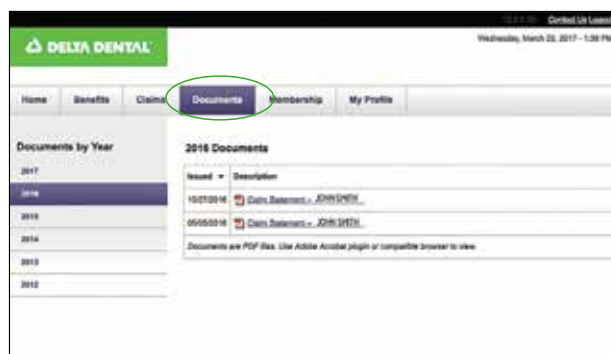 Contact Us Logout
Wednesday, March 22, 2017 - 1:39 PM
DELTA DENTAL
Home Benefits Claims Documents Membership My Profile
Documents by Year
2017
2016
2015
2014
2013
2012
2016 Documents
Issued Description
10/27/2016 Claim Statement - JOHN SMITH
05/05/2016 Claim Statement - JOHN SMITH
Documents are PDF files. Use Adobe Acrobat plugin or compatible browser to view.